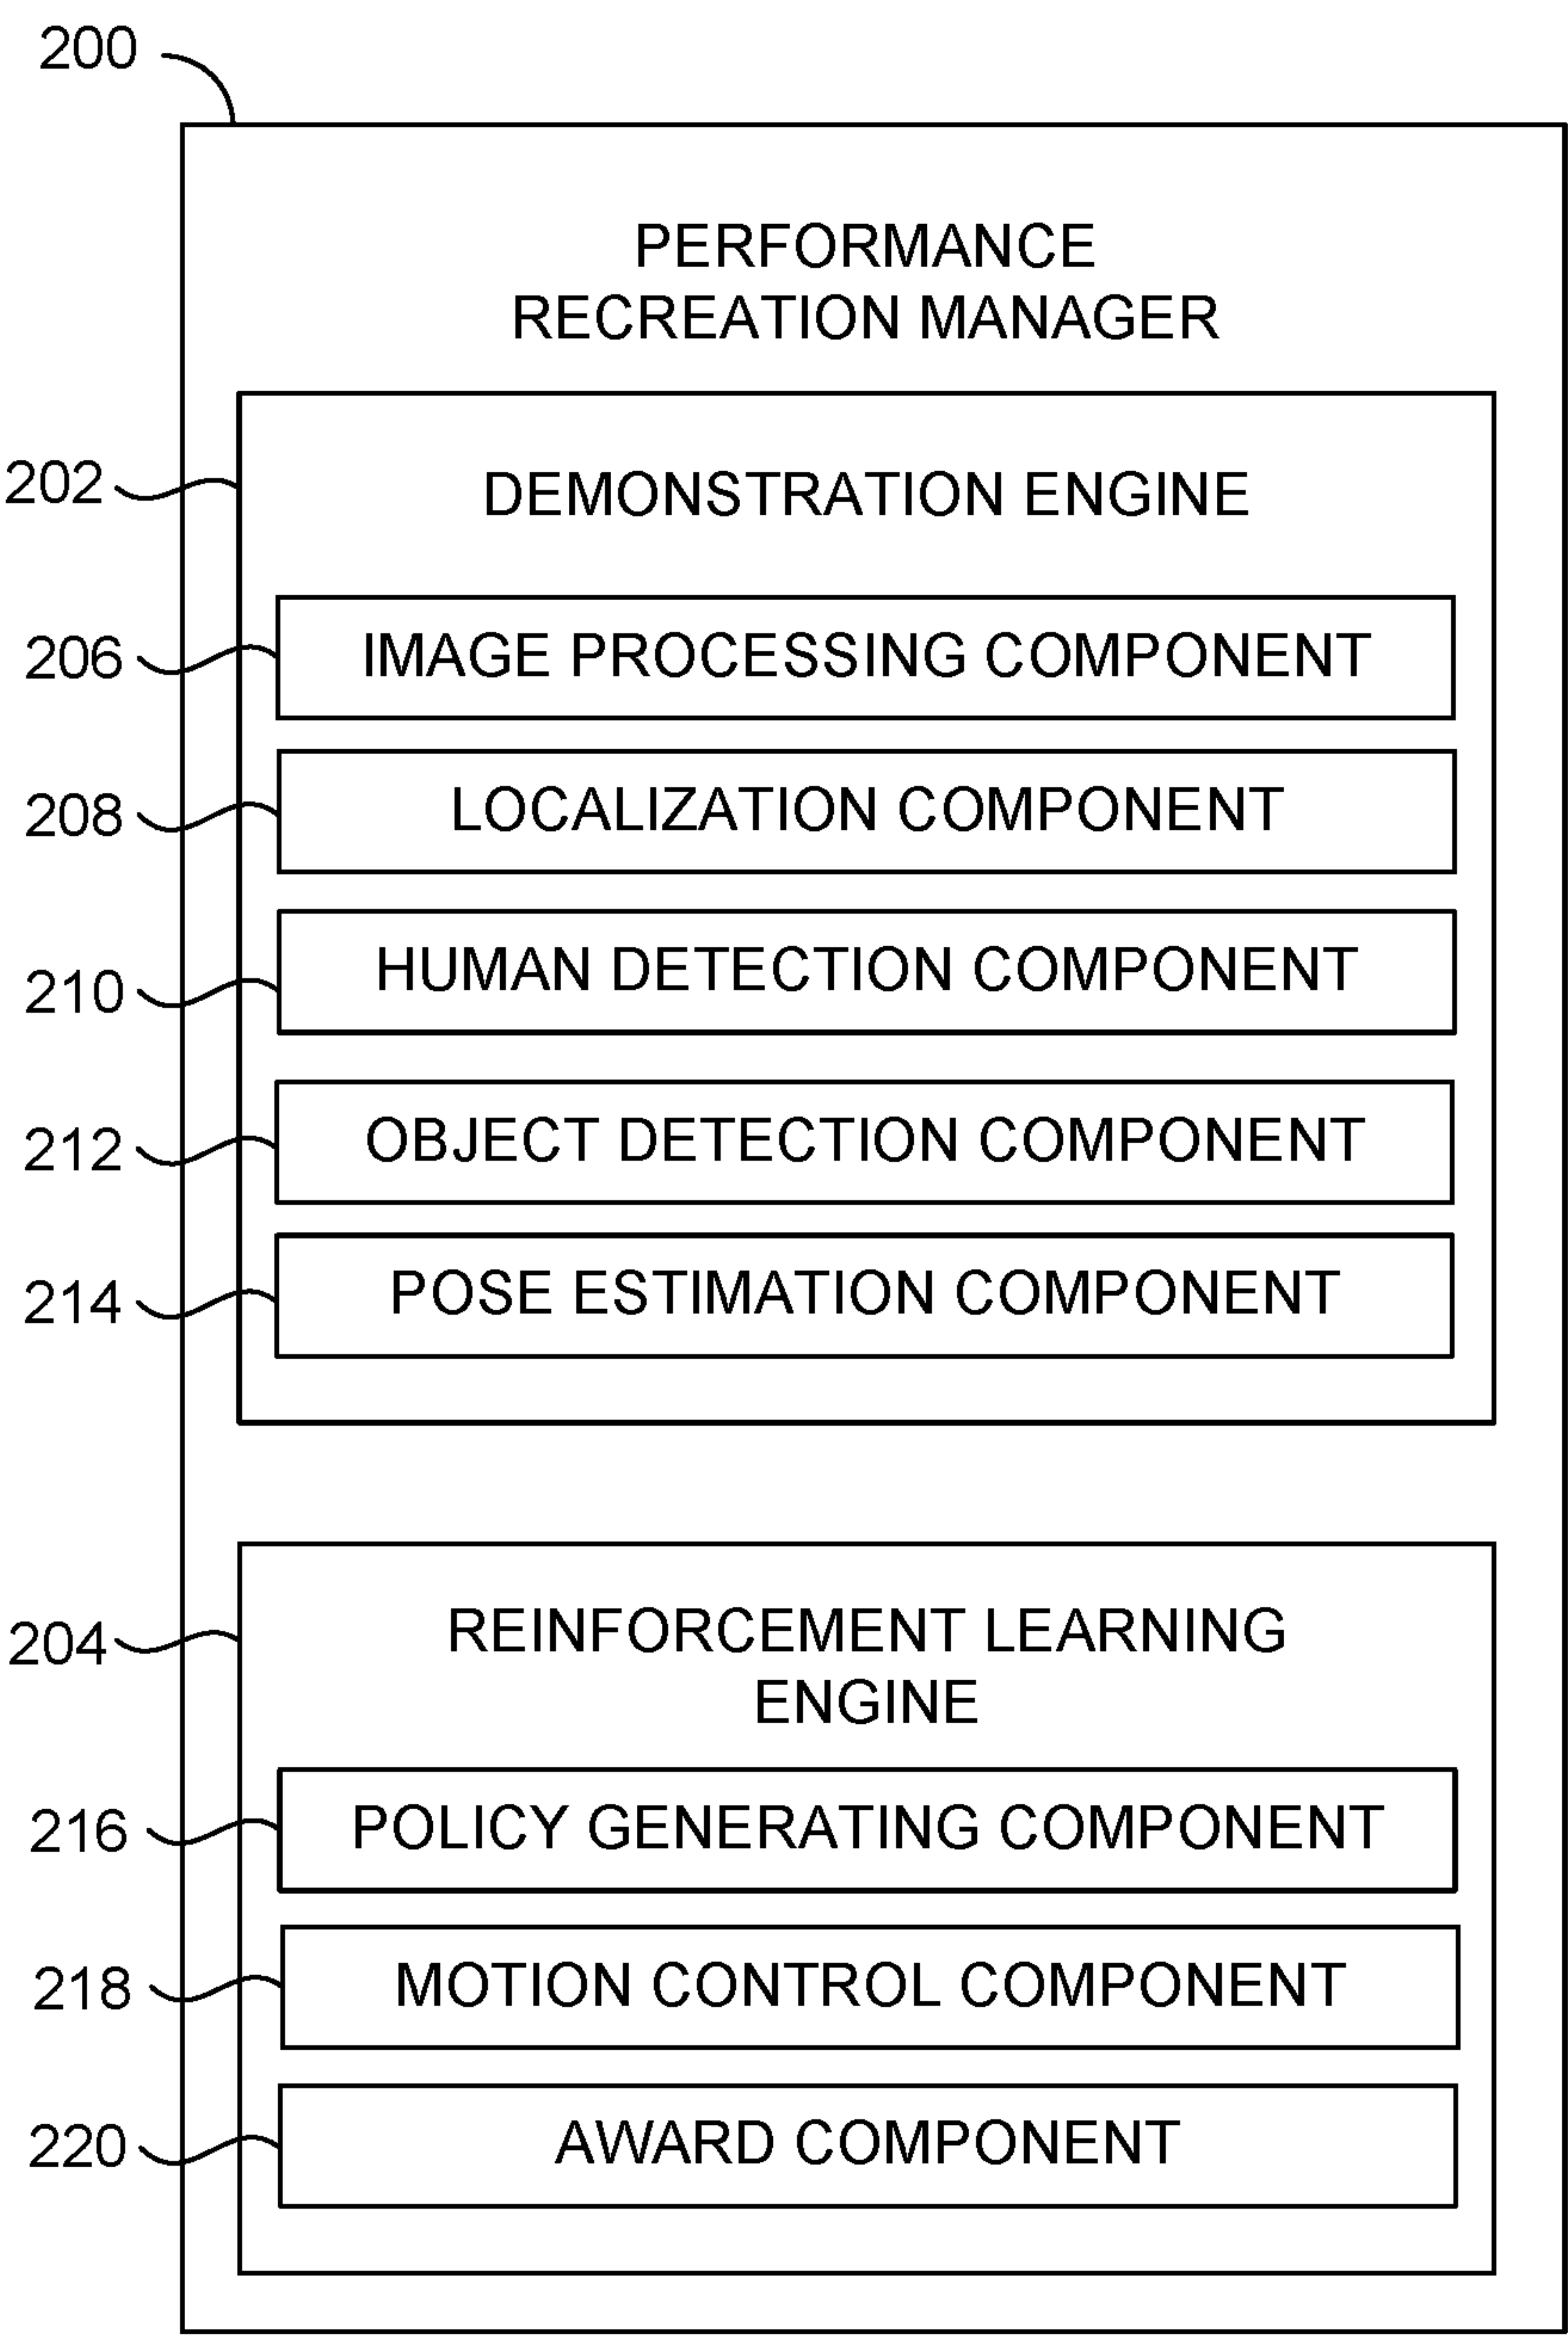 200
PERFORMANCE
RECREATION MANAGER
202
DEMONSTRATION ENGINE
206
IMAGE PROCESSING COMPONENT
208
LOCALIZATION COMPONENT
210
HUMAN DETECTION COMPONENT
212
OBJECT DETECTION COMPONENT
214
POSE ESTIMATION COMPONENT
204
REINFORCEMENT LEARNING
ENGINE
216
POLICY GENERATING COMPONENT
218
MOTION CONTROL COMPONENT
220
AWARD COMPONENT